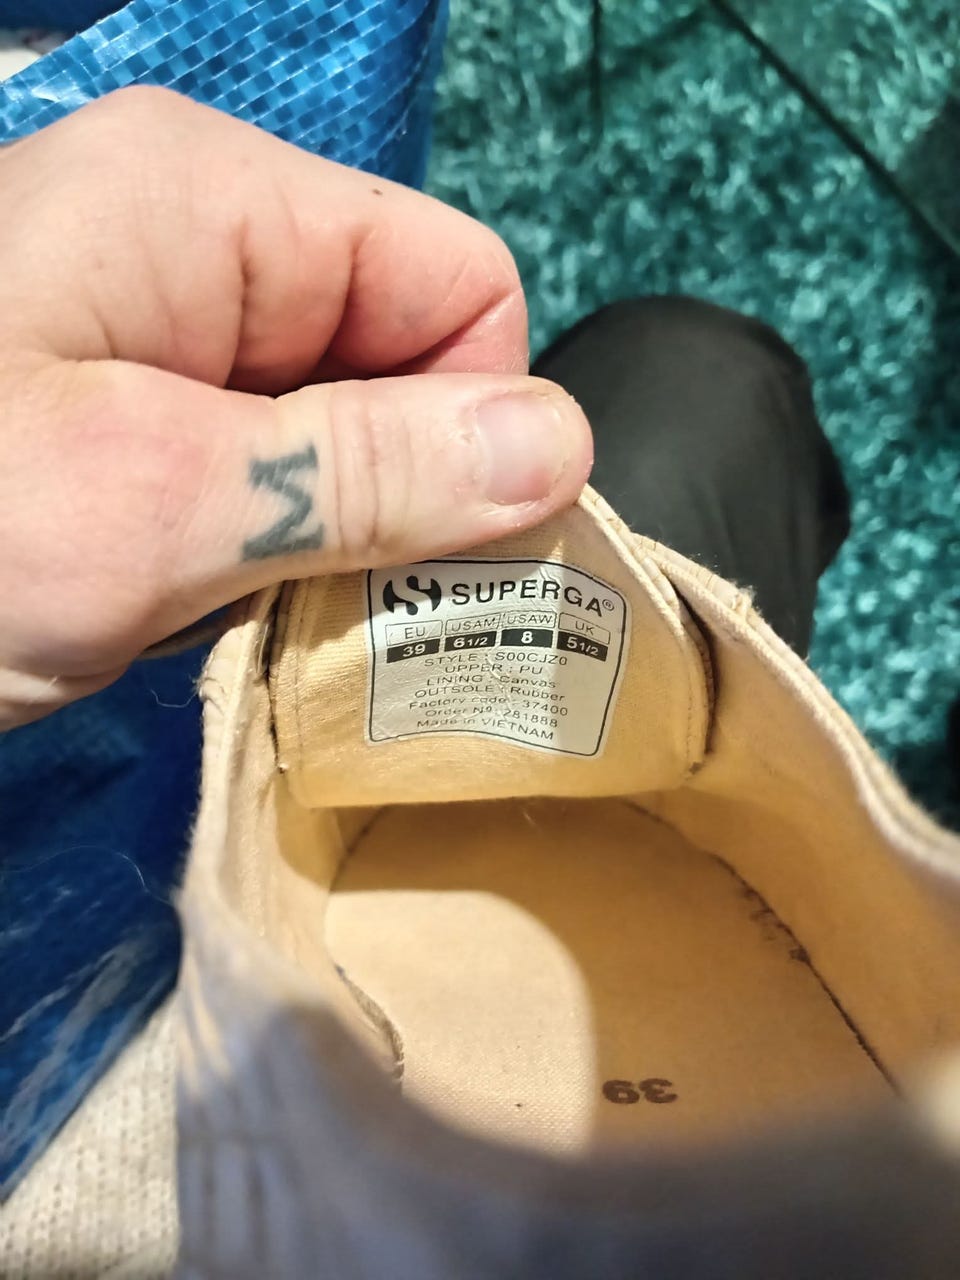 M
SUPERGA®
EU USAM USAW UK
39 6 1/2 8 5 1/2
STYLE : S00CJZ0
UPPER : PU
LINING : Canvas
OUTSOLE : Rubber
Factory code : 37400
Order Nº : 281888
Made in VIETNAM
39